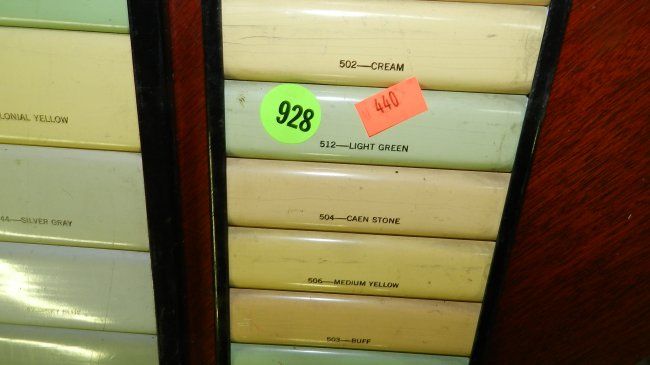 LONIAL YELLOW
44—SILVER GRAY
502—CREAM
928
440
512—LIGHT GREEN
504—CAEN STONE
506—MEDIUM YELLOW
503—BUFF